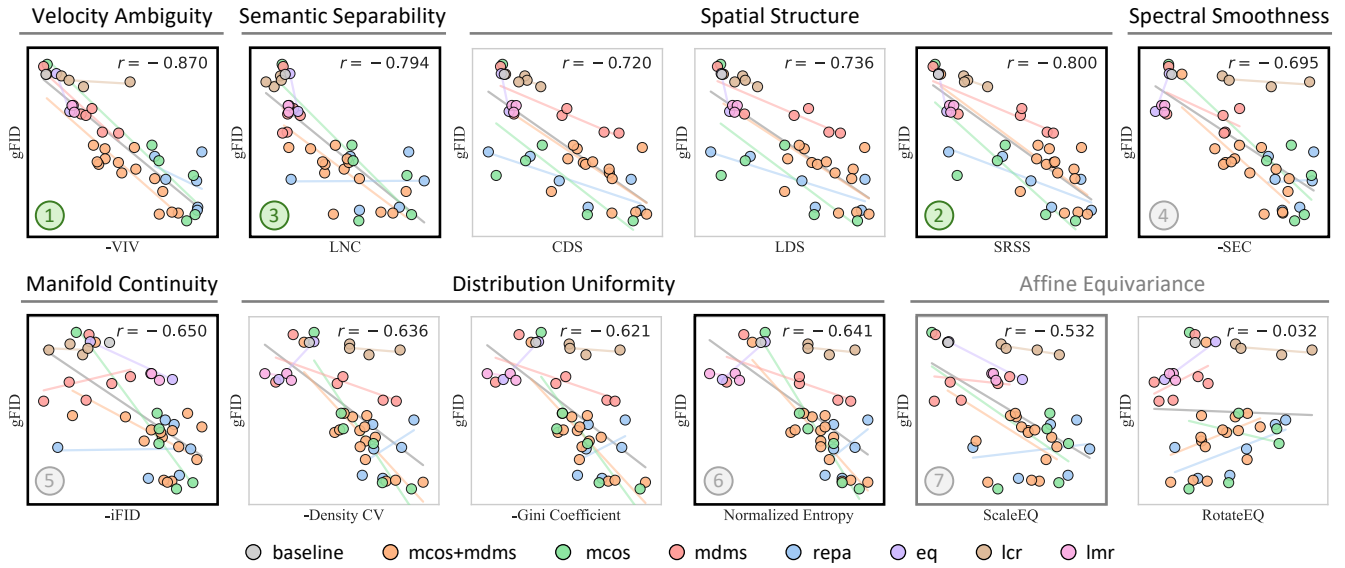 Velocity Ambiguity Semantic Separability Spatial Structure Spectral Smoothness
r = − 0.870 r = − 0.794 r = − 0.720 r = − 0.736 r = − 0.800 r = − 0.695
gFID gFID gFID gFID gFID gFID
1 3 2 4
-VIV LNC CDS LDS SRSS -SEC
Manifold Continuity Distribution Uniformity Affine Equivariance
r = − 0.650 r = − 0.636 r = − 0.621 r = − 0.641 r = − 0.532 r = − 0.032
gFID gFID gFID gFID gFID gFID
5 6 7
-iFID -Density CV -Gini Coefficient Normalized Entropy ScaleEQ RotateEQ
baseline mcos+mdms mcos mdms repa eq lcr lmr